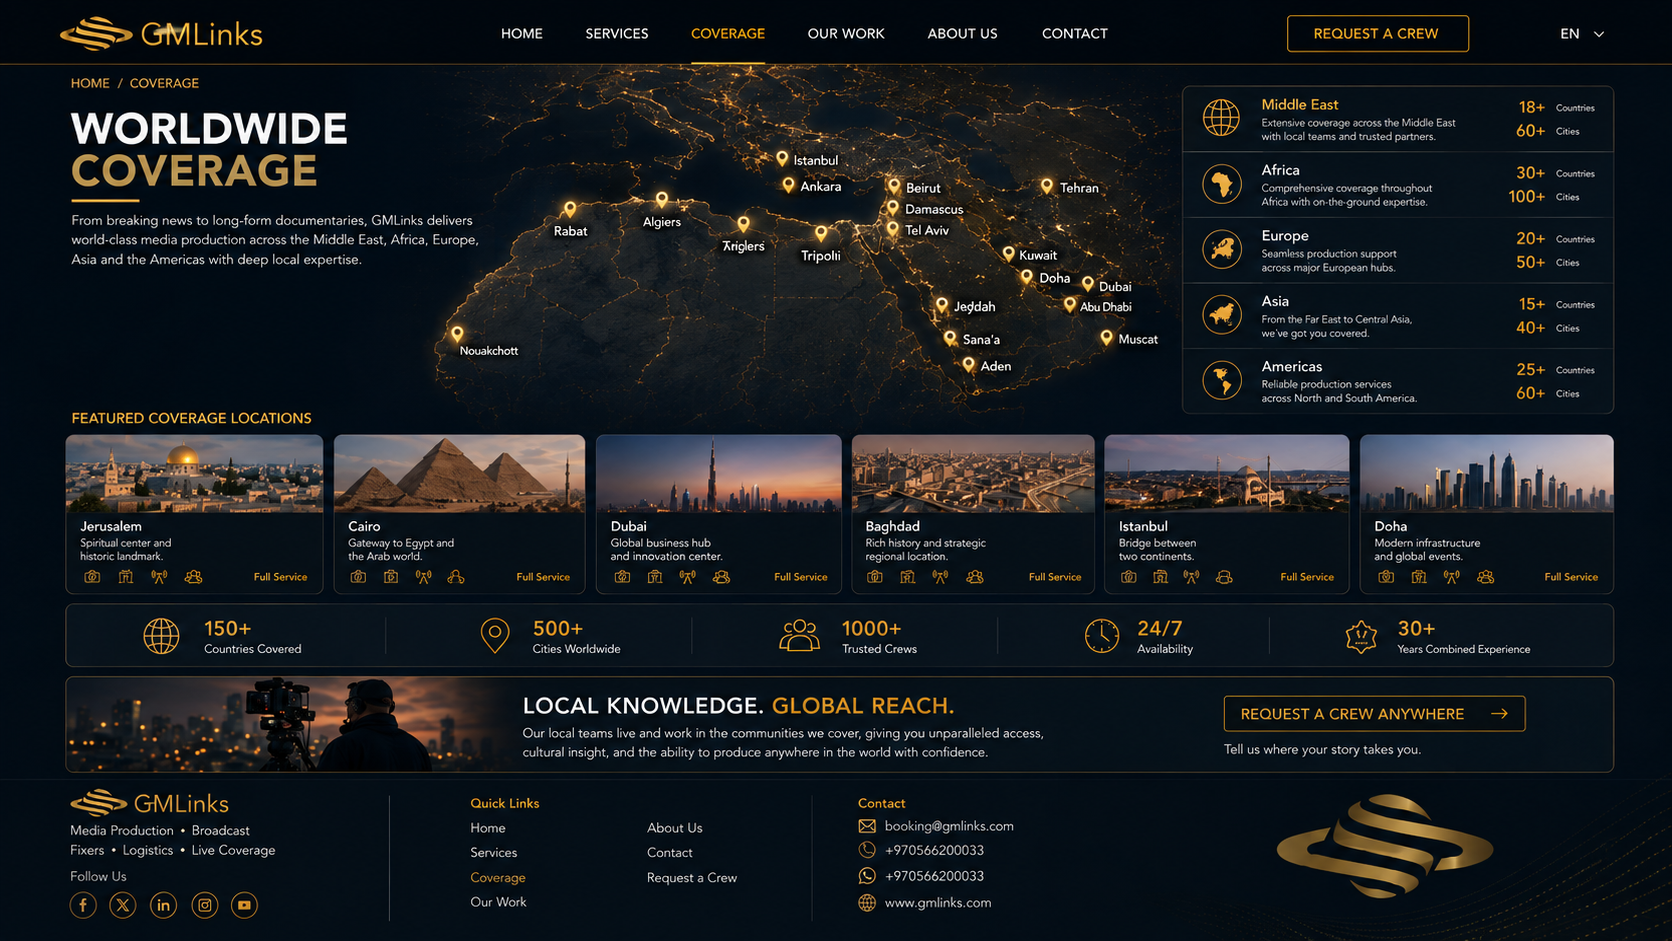 GMLinks
HOME
SERVICES
COVERAGE
OUR WORK
ABOUT US
CONTACT
REQUEST A CREW
EN
HOME / COVERAGE
WORLDWIDE
COVERAGE
From breaking news to long-form documentaries, GMLinks delivers
world-class media production across the Middle East, Africa, Europe,
Asia and the Americas with deep local expertise.
Istanbul
Ankara
Beirut
Damascus
Tel Aviv
Tehran
Rabat
Algiers
Tripolii
Kuwait
Doha
Dubai
Abu Dhabi
Jeddah
Sana'a
Muscat
Aden
Nouakchott
Middle East
Extensive coverage across the Middle East
with local teams and trusted partners.
18+ Countries
60+ Cities
Africa
Comprehensive coverage throughout
Africa with on-the-ground expertise.
30+ Countries
100+ Cities
Europe
Seamless production support
across major European hubs.
20+ Countries
50+ Cities
Asia
From the Far East to Central Asia,
we've got you covered.
15+ Countries
40+ Cities
Americas
Reliable production services
across North and South America.
25+ Countries
60+ Cities
FEATURED COVERAGE LOCATIONS
Jerusalem
Spiritual center and
historic landmark.
Full Service
Cairo
Gateway to Egypt and
the Arab world.
Full Service
Dubai
Global business hub
and innovation center.
Full Service
Baghdad
Rich history and strategic
regional location.
Full Service
Istanbul
Bridge between
two continents.
Full Service
Doha
Modern infrastructure
and global events.
Full Service
150+
Countries Covered
500+
Cities Worldwide
1000+
Trusted Crews
24/7
Availability
30+
Years Combined Experience
LOCAL KNOWLEDGE. GLOBAL REACH.
Our local teams live and work in the communities we cover, giving you unparalleled access,
cultural insight, and the ability to produce anywhere in the world with confidence.
REQUEST A CREW ANYWHERE
Tell us where your story takes you.
GMLinks
Media Production • Broadcast
Fixers • Logistics • Live Coverage
Follow Us
Quick Links
Home
Services
Coverage
Our Work
About Us
Contact
Request a Crew
Contact
booking@gmlinks.com
+970566200033
+970566200033
www.gmlinks.com